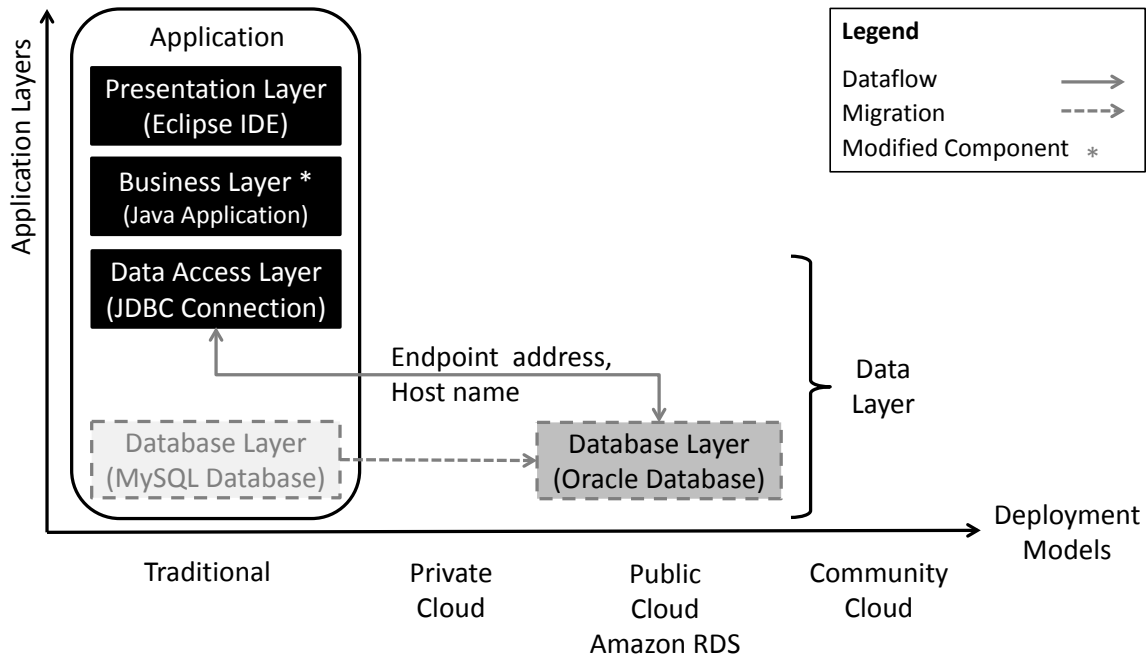 Application Layers
Application
Presentation Layer
(Eclipse IDE)
Business Layer *
(Java Application)
Data Access Layer
(JDBC Connection)
Endpoint address,
Host name
Database Layer
(MySQL Database)
Database Layer
(Oracle Database)
Data
Layer
Legend
Dataflow
Migration
Modified Component *
Deployment
Models
Traditional
Private
Cloud
Public
Cloud
Amazon RDS
Community
Cloud